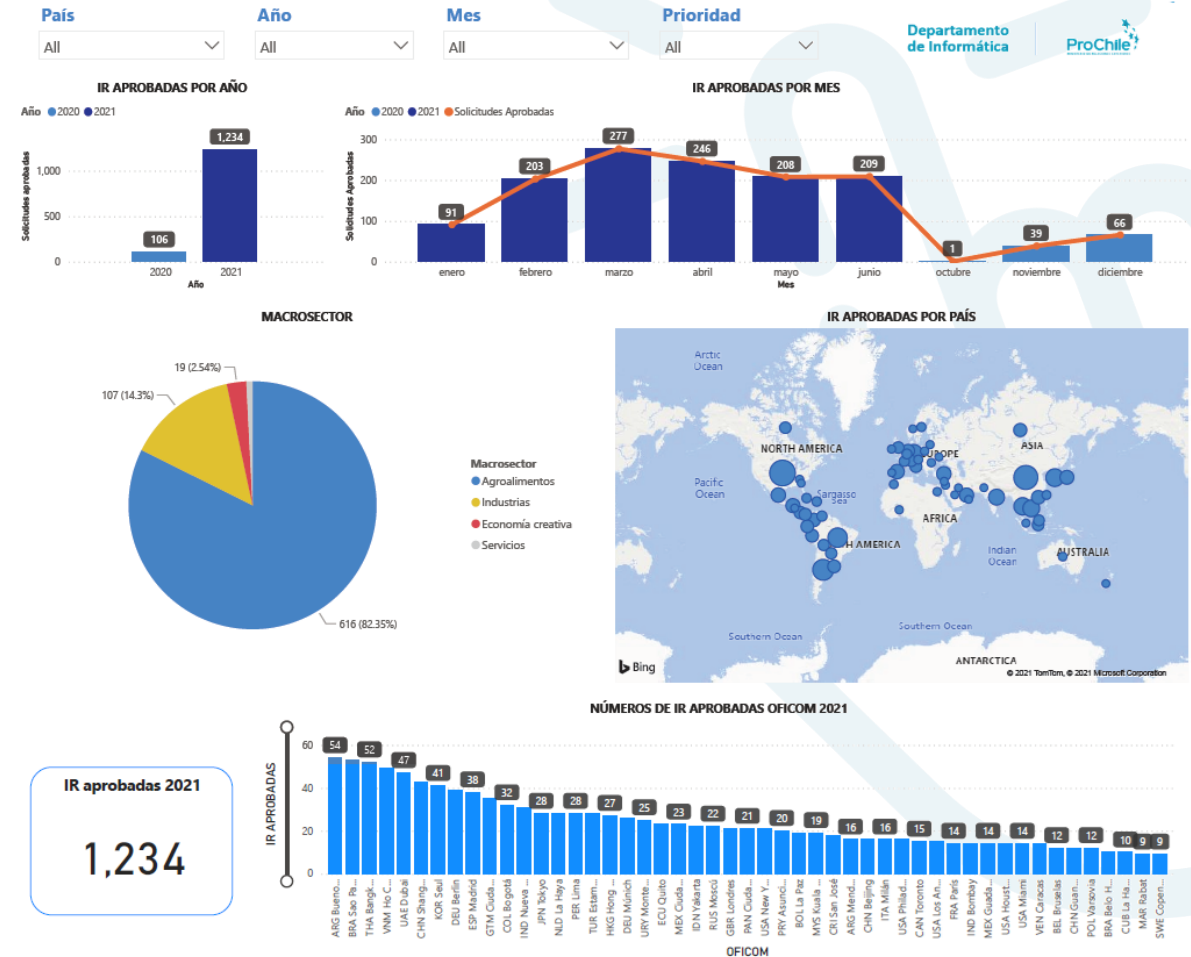 País
Año
Mes
Prioridad
All
All
All
All
Departamento
de Informática
ProChile
IR APROBADAS POR AÑO
Año 2020 2021
Solicitudes aprobadas
1,000
500
0
106
1,234
2020
2021
Año
IR APROBADAS POR MES
Año 2020 2021 Solicitudes Aprobadas
Solicitudes Aprobadas
300
200
100
0
91
203
277
246
208
209
1
39
66
enero
febrero
marzo
abril
mayo
junio
octubre
noviembre
diciembre
Mes
MACROSECTOR
19 (2.54%)
107 (14.3%)
616 (82.35%)
Macrosector
Agroalimentos
Industrias
Economía creativa
Servicios
IR APROBADAS POR PAÍS
Arctic
Ocean
NORTH AMERICA
UROPE
ASIA
Pacific
Ocean
Sargasso
Sea
AFRICA
H AMERICA
Indian
Ocean
AUSTRALIA
Southern Ocean
Southern Ocean
ANTARCTICA
Bing
© 2021 TomTom, © 2021 Microsoft Corporation
NÚMEROS DE IR APROBADAS OFICOM 2021
IR aprobadas 2021
1,234
IR APROBADAS
60
40
20
0
54
52
47
41
38
32
28
28
27
25
23
22
21
20
19
16
16
15
14
14
14
12
12
10
9
9
ARG Bueno...
BRA Sao Pa...
THA Bangk...
VNM Ho C...
UAE Dubai
CHN Shang...
KOR Seul
DEU Berlin
ESP Madrid
GTM Ciuda...
COL Bogotá
IND Nueva ...
JPN Tokyo
NLD La Haya
PER Lima
TUR Estam...
HKG Hong ...
DEU Múnich
URY Monte...
ECU Quito
MEX Ciuda...
IDN Yakarta
RUS Moscú
GBR Londres
PAN Ciuda...
USA New Y...
PRY Asunci...
BOL La Paz
MYS Kuala ...
CRI San José
ARG Mend...
CHN Beijing
ITA Milán
USA Philad...
CAN Toronto
USA Los An...
FRA París
IND Bombay
MEX Guada...
USA Houst...
USA Miami
VEN Caracas
BEL Bruselas
CHN Guan...
POL Varsovia
BRA Belo H...
CUB La Ha...
MAR Rabat
SWE Copen...
OFICOM